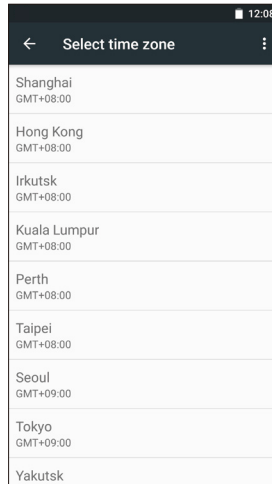 12:08
Select time zone
Shanghai
GMT+08:00
Hong Kong
GMT+08:00
Irkutsk
GMT+08:00
Kuala Lumpur
GMT+08:00
Perth
GMT+08:00
Taipei
GMT+08:00
Seoul
GMT+09:00
Tokyo
GMT+09:00
Yakutsk